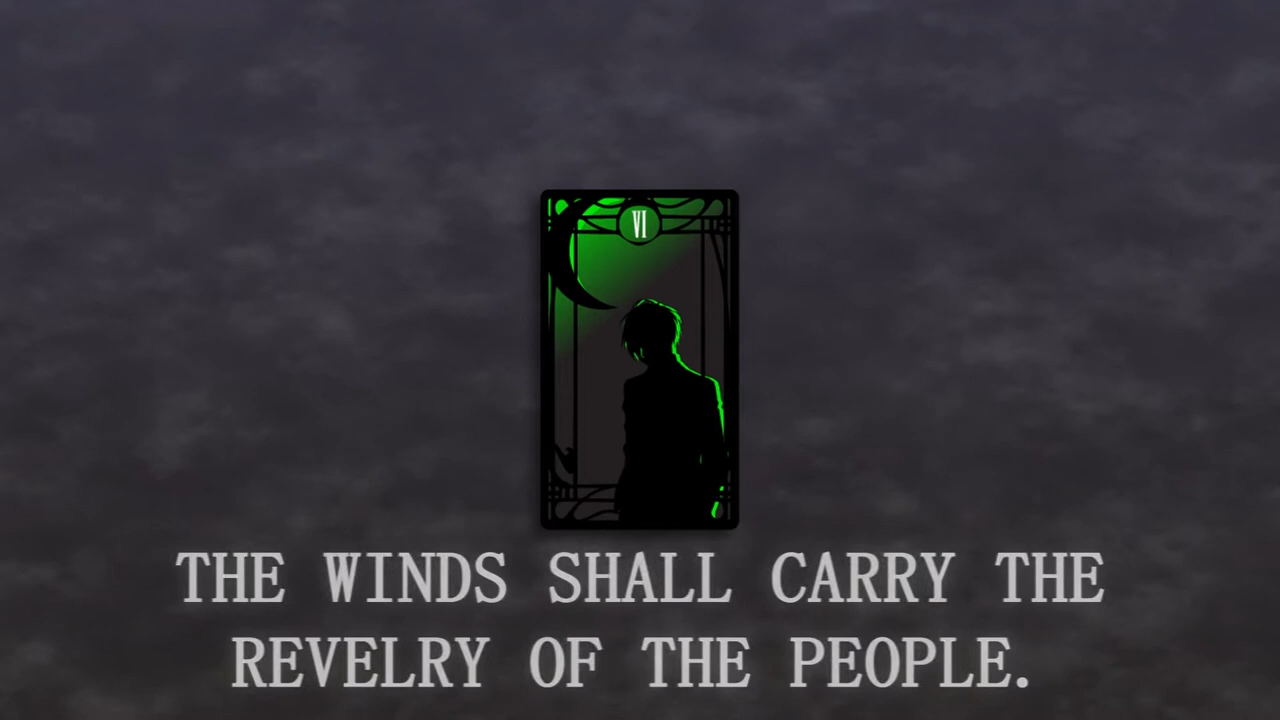 VI
THE WINDS SHALL CARRY THE
REVELRY OF THE PEOPLE.